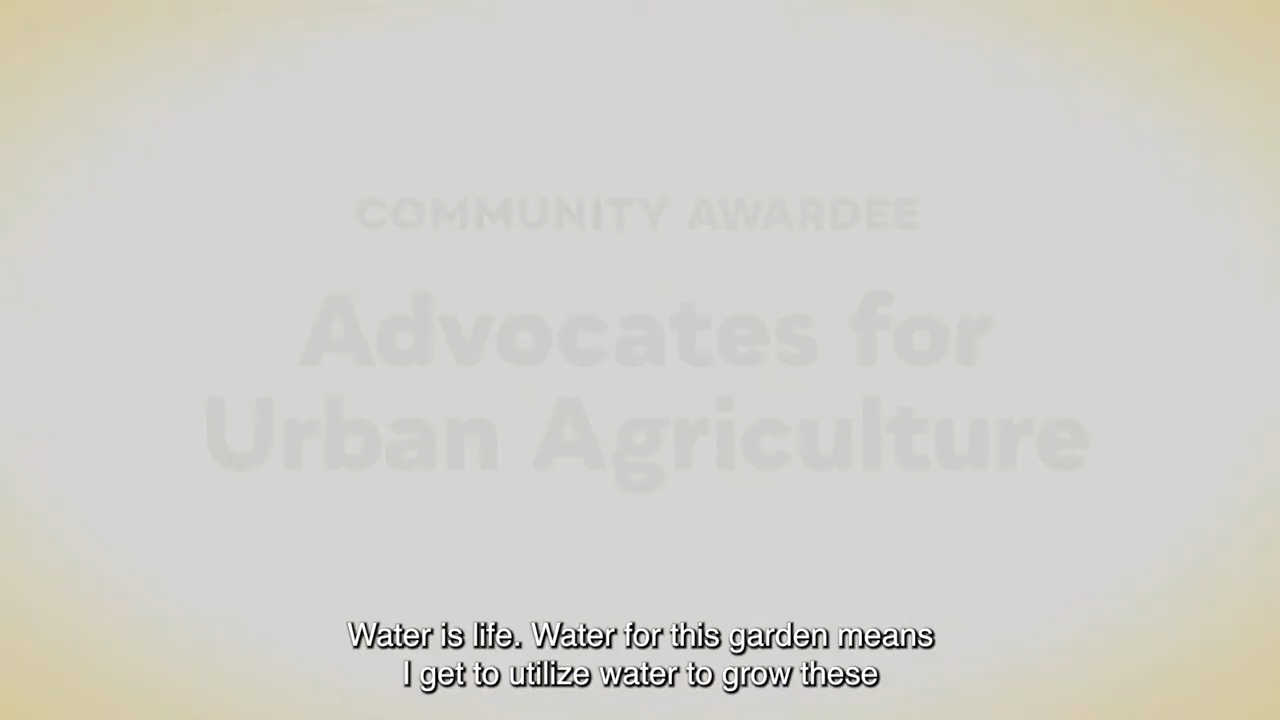 COMMUNITY AWARDEE
Advocates for
Urban Agriculture
Water is life. Water for this garden means
I get to utilize water to grow these